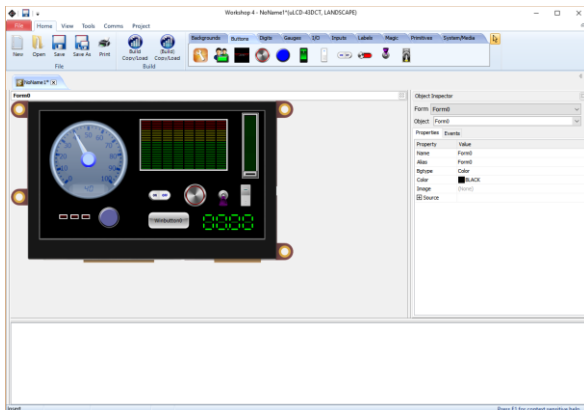 Workshop 4 - NoName1*(uLCD-43DCT, LANDSCAPE)
File Home View Tools Comms Project
New Open Save Save As Print
File
Build Copy/Load (Build) Copy/Load
Build
Backgrounds Buttons Digits Gauges I/O Inputs Labels Magic Primitives System/Media
NoName1*
Form0
50
Winbutton0
Object Inspector
Form Form0
Object Form0
Properties Events
Property Value
Name Form0
Alias Form0
Bgtype Color
Color BLACK
Image (None)
Source
Insert
Press F1 for context sensitive help